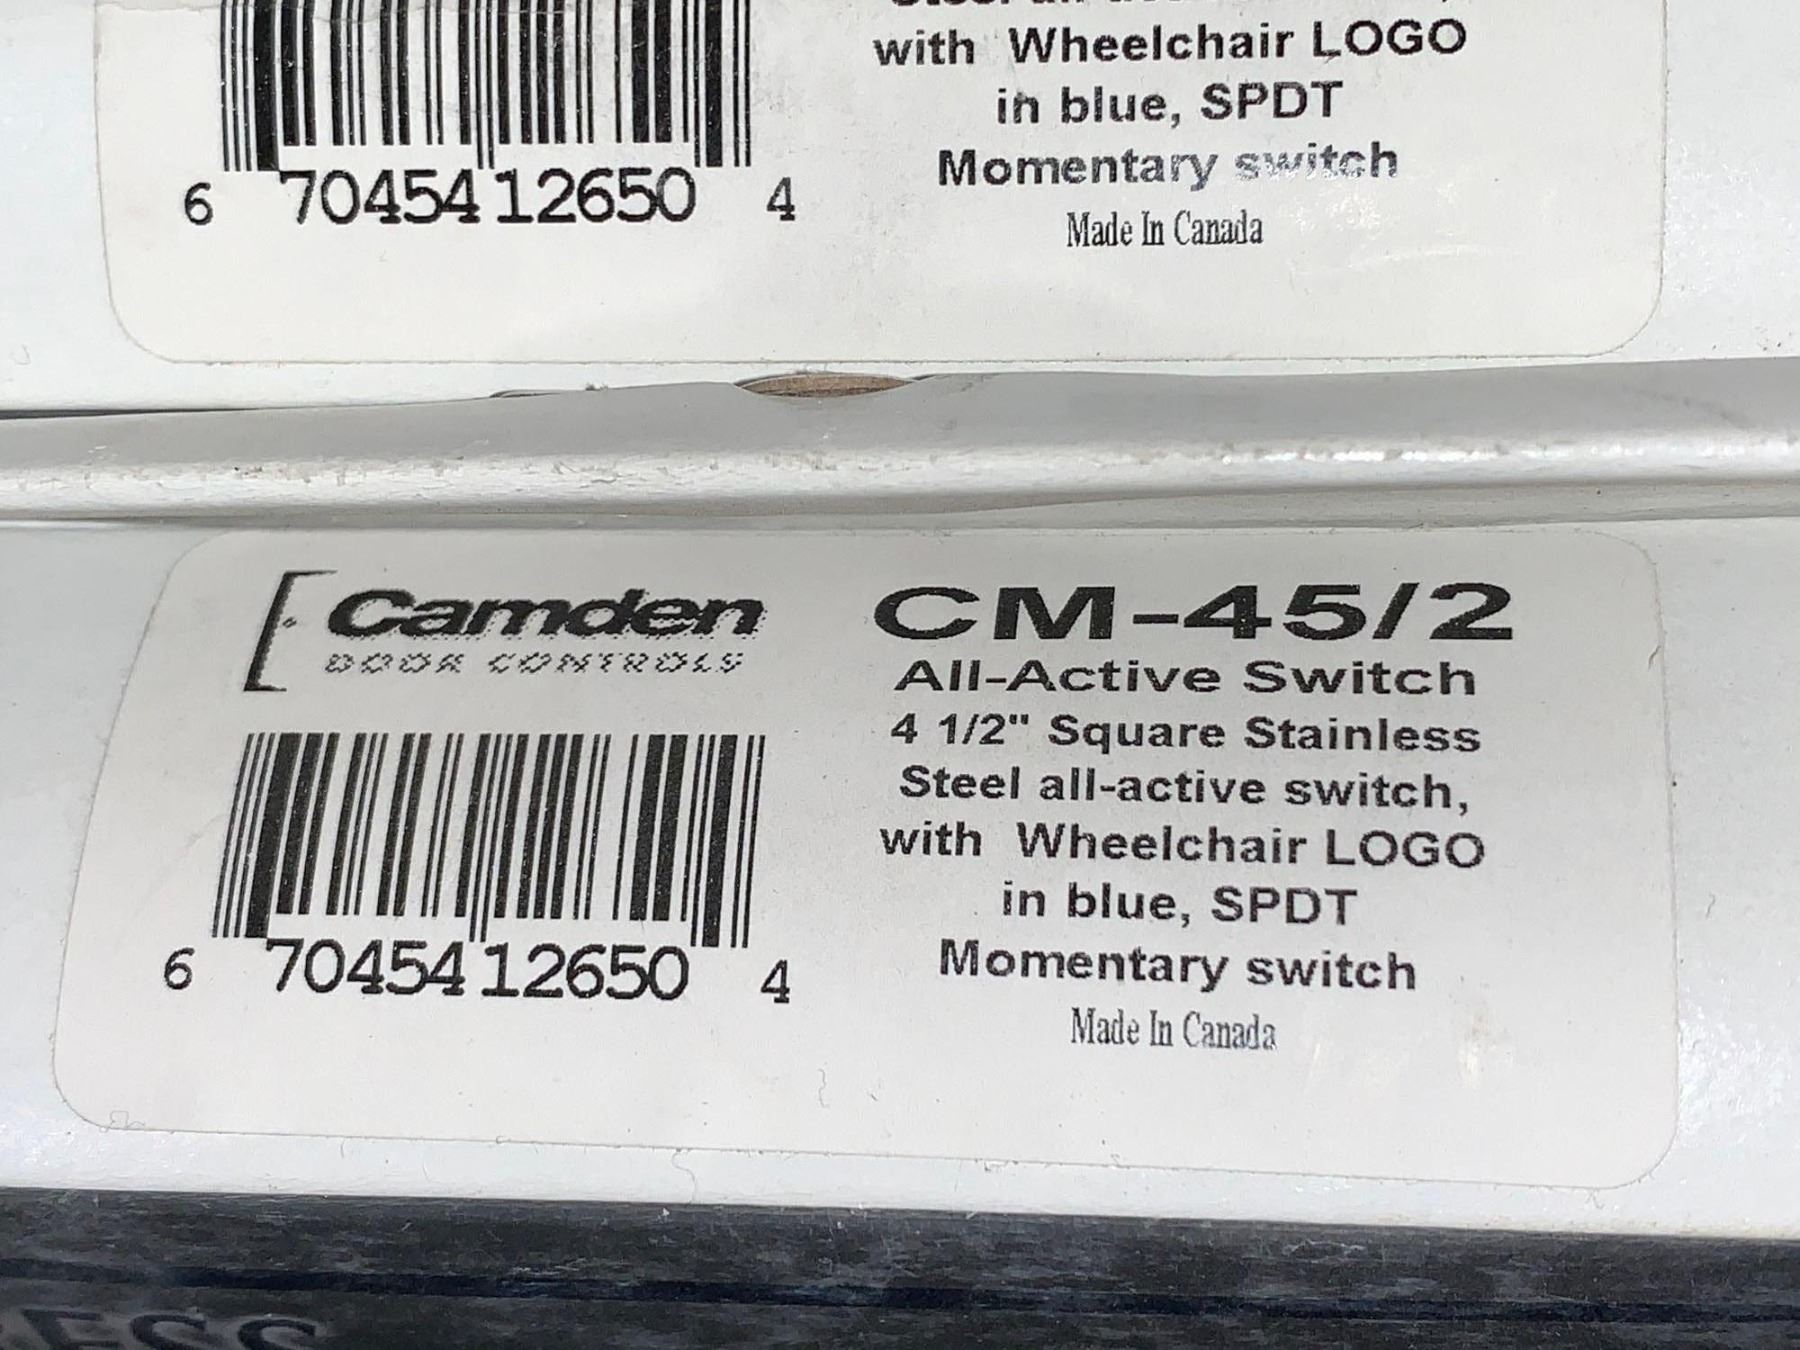 with Wheelchair LOGO
in blue, SPDT
Momentary switch
Made In Canada
6 70454 12650 4
Camden
DOOR CONTROLS
CM-45/2
All-Active Switch
4 1/2" Square Stainless
Steel all-active switch,
with Wheelchair LOGO
in blue, SPDT
Momentary switch
Made In Canada
6 70454 12650 4